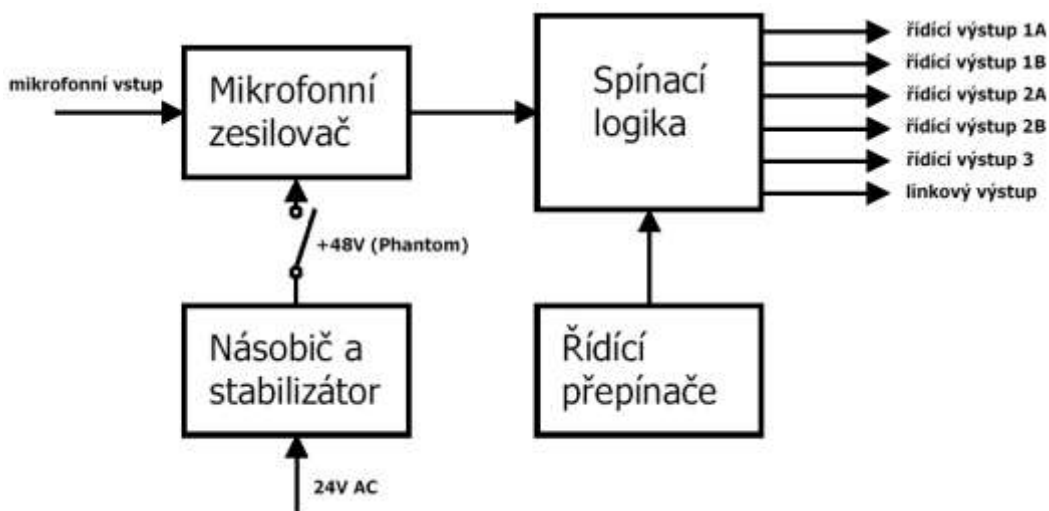 řídící výstup 1A
řídící výstup 1B
řídící výstup 2A
řídící výstup 2B
řídící výstup 3
linkový výstup
mikrofonní vstup
Mikrofonní
zesilovač
Spínací
logika
+48V (Phantom)
Násobič a
stabilizátor
Řídící
přepínače
24V AC